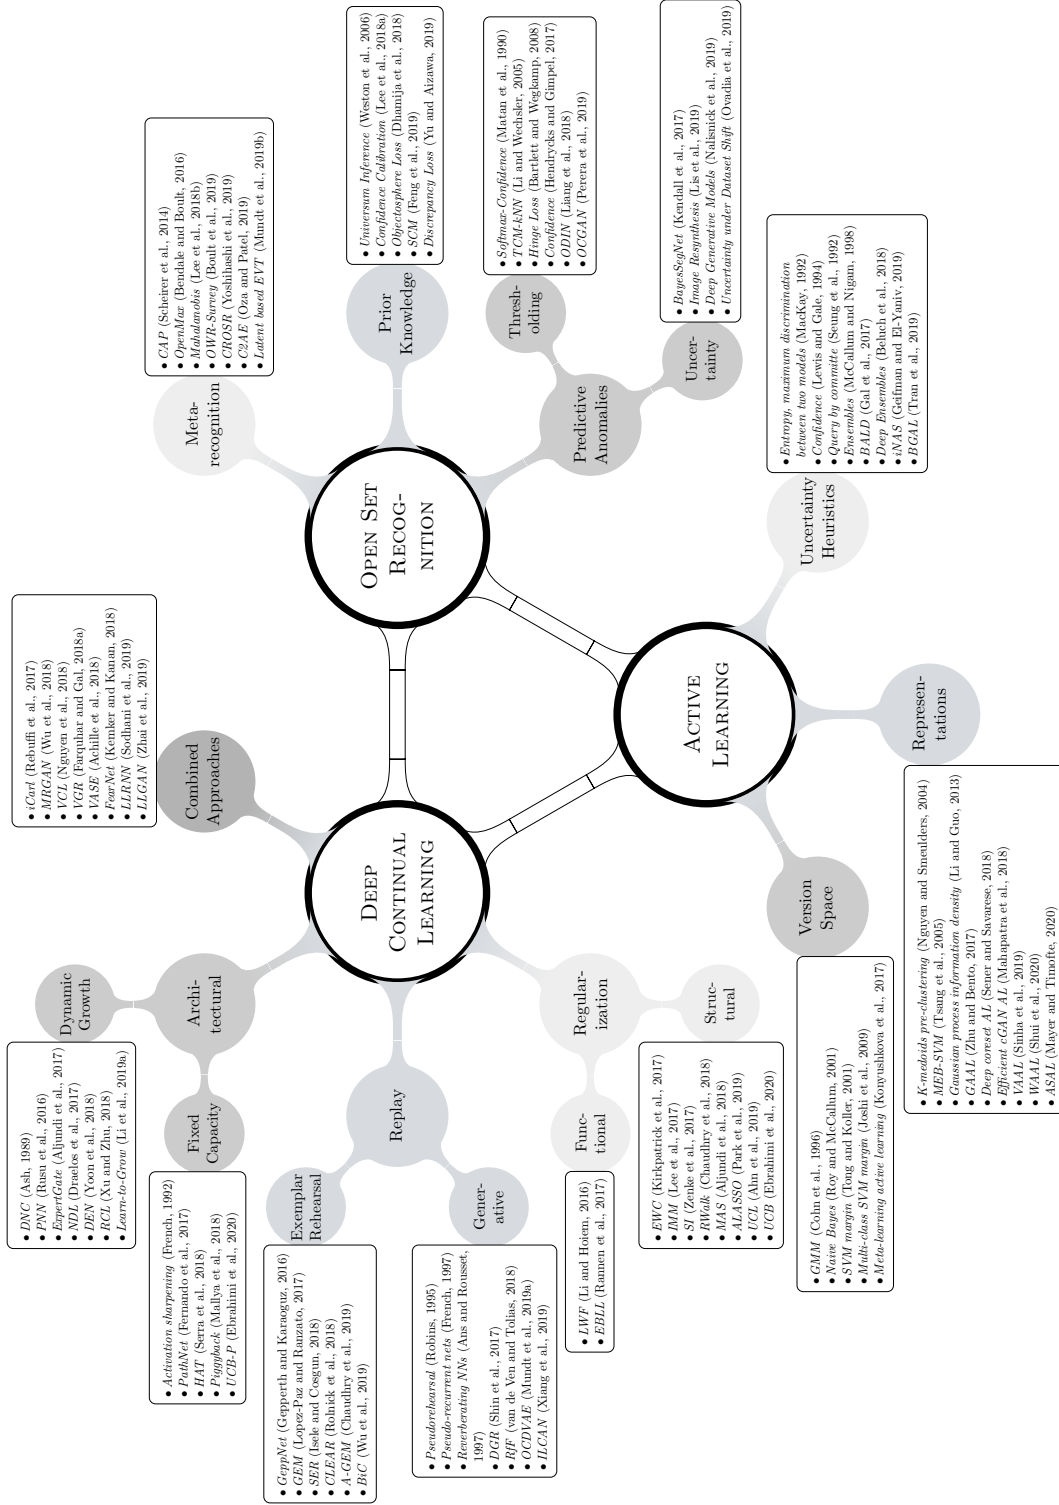 DEEP
CONTINUAL
LEARNING
OPEN SET
RECOG-
NITION
ACTIVE
LEARNING
Combined
Approaches
• iCarl (Rebuffi et al., 2017)
• MRGAN (Wu et al., 2018)
• VCL (Nguyen et al., 2018)
• VGR (Farquhar and Gal, 2018a)
• VASE (Achille et al., 2018)
• FearNet (Kemker and Kanan, 2018)
• LLRNN (Sodhani et al., 2019)
• LLGAN (Zhai et al., 2019)
Archi-
tectural
Dynamic
Growth
• DNC (Ash, 1989)
• PNN (Rusu et al., 2016)
• ExpertGate (Aljundi et al., 2017)
• NDL (Draelos et al., 2017)
• DEN (Yoon et al., 2018)
• RCL (Xu and Zhu, 2018)
• Learn-to-Grow (Li et al., 2019a)
Fixed
Capacity
• Activation sharpening (French, 1992)
• PathNet (Fernando et al., 2017)
• HAT (Serra et al., 2018)
• Piggyback (Mallya et al., 2018)
• UCB-P (Ebrahimi et al., 2020)
Replay
Exemplar
Rehearsal
• GeppNet (Gepperth and Karaoguz, 2016)
• GEM (Lopez-Paz and Ranzato, 2017)
• SER (Isele and Cosgun, 2018)
• CLEAR (Rolnick et al., 2018)
• A-GEM (Chaudhry et al., 2019)
• BiC (Wu et al., 2019)
Gener-
ative
• Pseudorehearsal (Robins, 1995)
• Pseudo-recurrent nets (French, 1997)
• Reverberating NNs (Ans and Rousset,
1997)
• DGR (Shin et al., 2017)
• RfF (van de Ven and Tolias, 2018)
• OCDVAE (Mundt et al., 2019a)
• ILCAN (Xiang et al., 2019)
Regular-
ization
Func-
tional
• LWF (Li and Hoiem, 2016)
• EBLL (Rannen et al., 2017)
Struc-
tural
• EWC (Kirkpatrick et al., 2017)
• IMM (Lee et al., 2017)
• SI (Zenke et al., 2017)
• RWalk (Chaudhry et al., 2018)
• MAS (Aljundi et al., 2018)
• ALASSO (Park et al., 2019)
• UCL (Ahn et al., 2019)
• UCB (Ebrahimi et al., 2020)
Meta-
recognition
• CAP (Scheirer et al., 2014)
• OpenMax (Bendale and Boult, 2016)
• Mahalanobis (Lee et al., 2018b)
• OWR-Survey (Boult et al., 2019)
• CROSR (Yoshihashi et al., 2019)
• C2AE (Oza and Patel, 2019)
• Latent based EVT (Mundt et al., 2019b)
Prior
Knowledge
• Universum Inference (Weston et al., 2006)
• Confidence Calibration (Lee et al., 2018a)
• Objectosphere Loss (Dhamija et al., 2018)
• SCM (Feng et al., 2019)
• Discrepancy Loss (Yu and Aizawa, 2019)
Predictive
Anomalies
Thresh-
olding
• Softmax-Confidence (Matan et al., 1990)
• TCM-kNN (Li and Wechsler, 2005)
• Hinge Loss (Bartlett and Wegkamp, 2008)
• Confidence (Hendrycks and Gimpel, 2017)
• ODIN (Liang et al., 2018)
• OCGAN (Perera et al., 2019)
Uncer-
tainty
• BayesSegNet (Kendall et al., 2017)
• Image Resynthesis (Lis et al., 2019)
• Deep Generative Models (Nalisnick et al., 2019)
• Uncertainty under Dataset Shift (Ovadia et al., 2019)
Uncertainty
Heuristics
• Entropy, maximum discrimination
between two models (MacKay, 1992)
• Confidence (Lewis and Gale, 1994)
• Query by committe (Seung et al., 1992)
• Ensembles (McCallum and Nigam, 1998)
• BALD (Gal et al., 2017)
• Deep Ensembles (Beluch et al., 2018)
• iNAS (Geifman and El-Yaniv, 2019)
• BGAL (Tran et al., 2019)
Represen-
tations
• K-medoids pre-clustering (Nguyen and Smeulders, 2004)
• MEB-SVM (Tsang et al., 2005)
• Gaussian process information density (Li and Guo, 2013)
• GAAL (Zhu and Bento, 2017)
• Deep coreset AL (Sener and Savarese, 2018)
• Efficient cGAN AL (Mahapatra et al., 2018)
• VAAL (Sinha et al., 2019)
• WAAL (Shui et al., 2020)
• ASAL (Mayer and Timofte, 2020)
Version
Space
• GMM (Cohn et al., 1996)
• Naive Bayes (Roy and McCallum, 2001)
• SVM margin (Tong and Koller, 2001)
• Multi-class SVM margin (Joshi et al., 2009)
• Meta-learning active learning (Konyushkova et al., 2017)